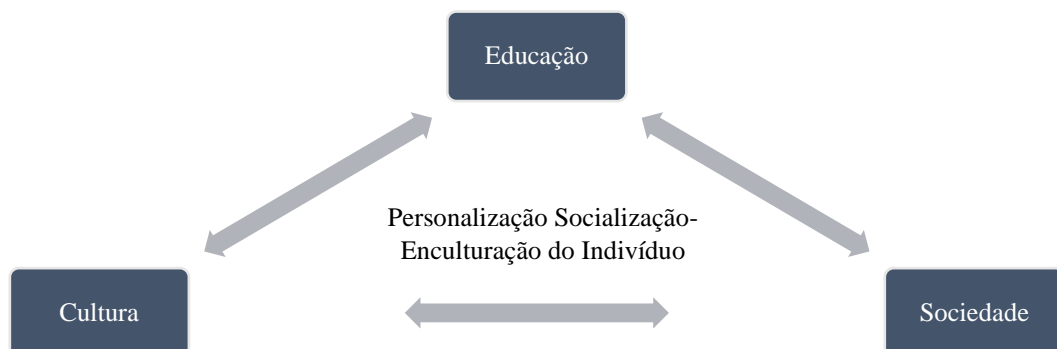 Educação
Personalização Socialização-
Enculturação do Indivíduo
Cultura
Sociedade